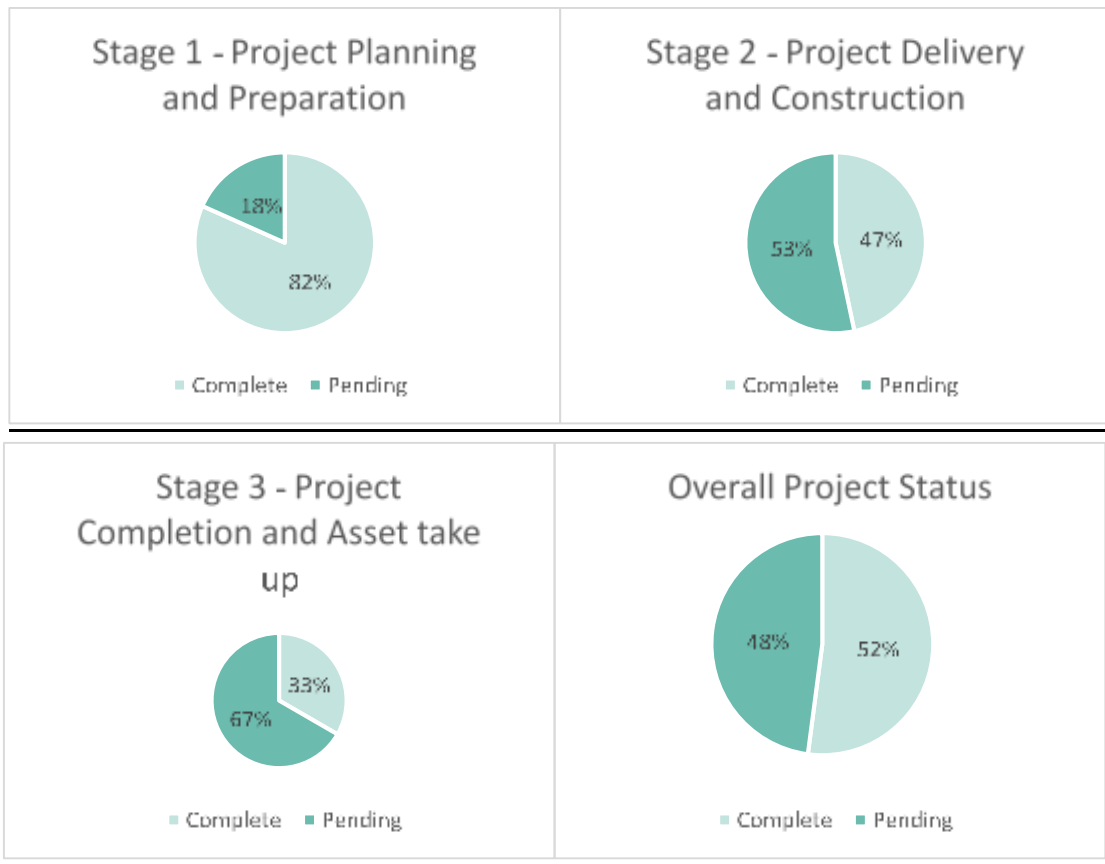 Stage 1 - Project Planning
and Preparation
18%
82%
Complete Pending
Stage 2 - Project Delivery
and Construction
53%
47%
Complete Pending
Stage 3 - Project
Completion and Asset take
up
33%
67%
Complete Pending
Overall Project Status
48%
52%
Complete Pending